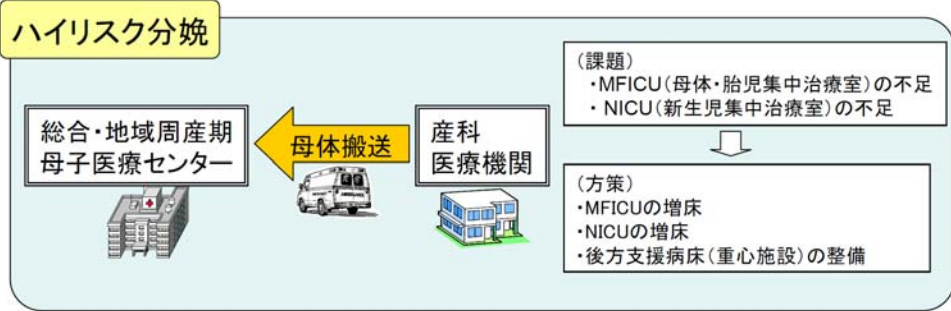 ハイリスク分娩
総合・地域周産期
母子医療センター
母体搬送
産科
医療機関
（課題）
・MFICU（母体・胎児集中治療室）の不足
・NICU（新生児集中治療室）の不足
（方策）
・MFICUの増床
・NICUの増床
・後方支援病床（重心施設）の整備